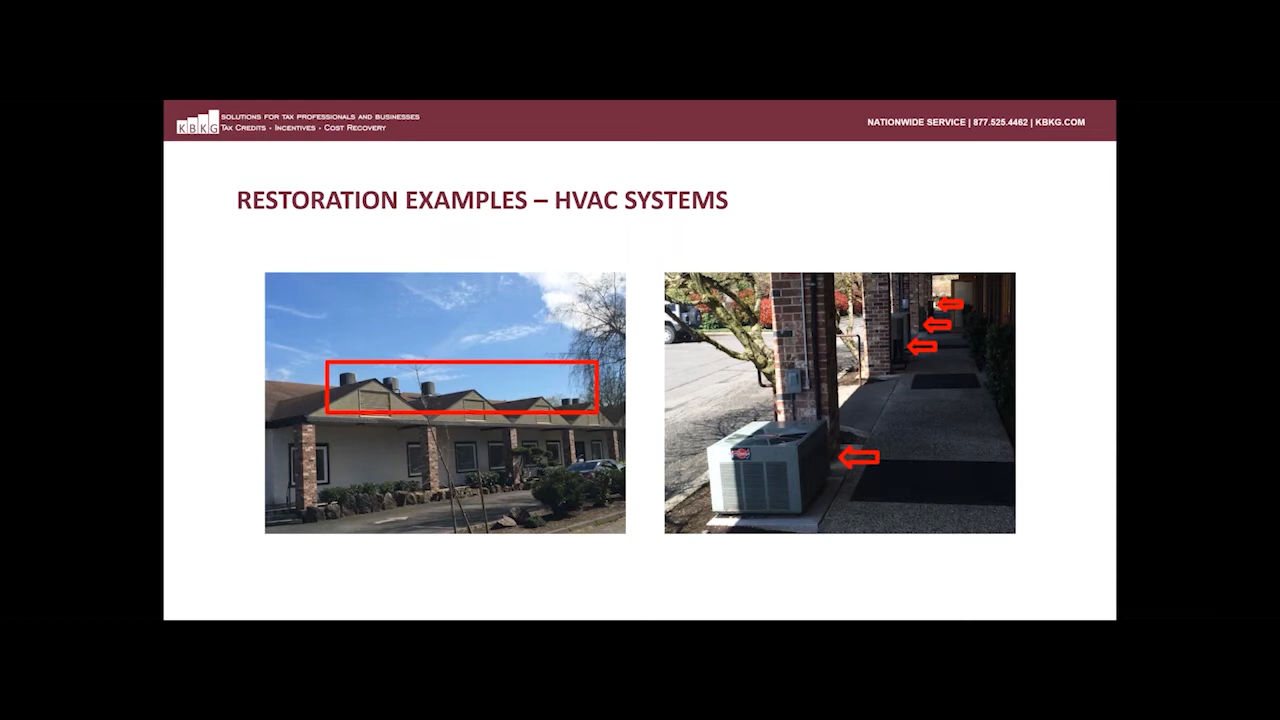 KBKG
SOLUTIONS FOR TAX PROFESSIONALS AND BUSINESSES
TAX CREDITS • INCENTIVES • COST RECOVERY
NATIONWIDE SERVICE | 877.525.4462 | KBKG.COM
RESTORATION EXAMPLES – HVAC SYSTEMS